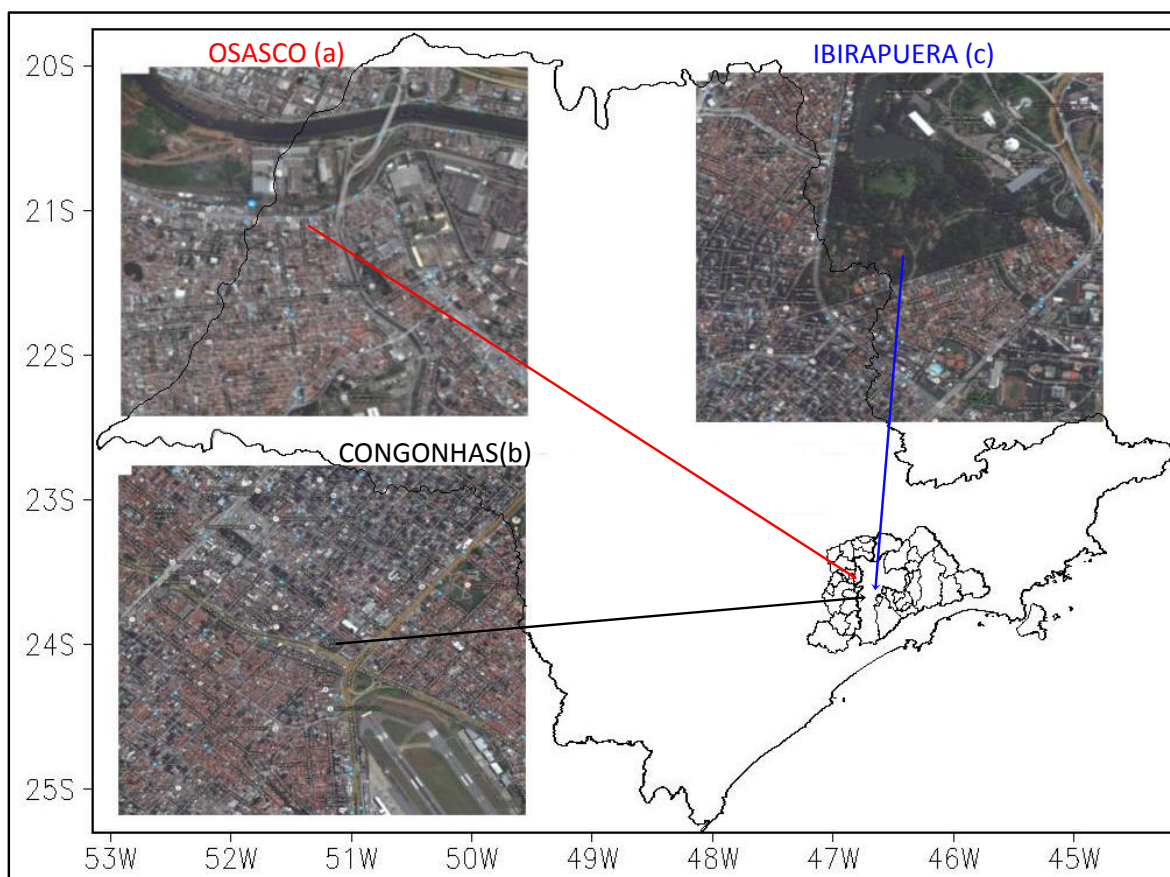 OSASCO (a)
IBIRAPUERA (c)
CONGONHAS(b)
20S
21S
22S
23S
24S
25S
53W 52W 51W 50W 49W 48W 47W 46W 45W